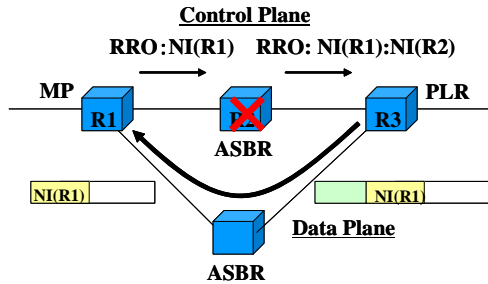 Control Plane
RRO:NI(R1) RRO: NI(R1):NI(R2)
MP PLR
R1 R2 R3
ASBR
NI(R1) NI(R1)
Data Plane
ASBR